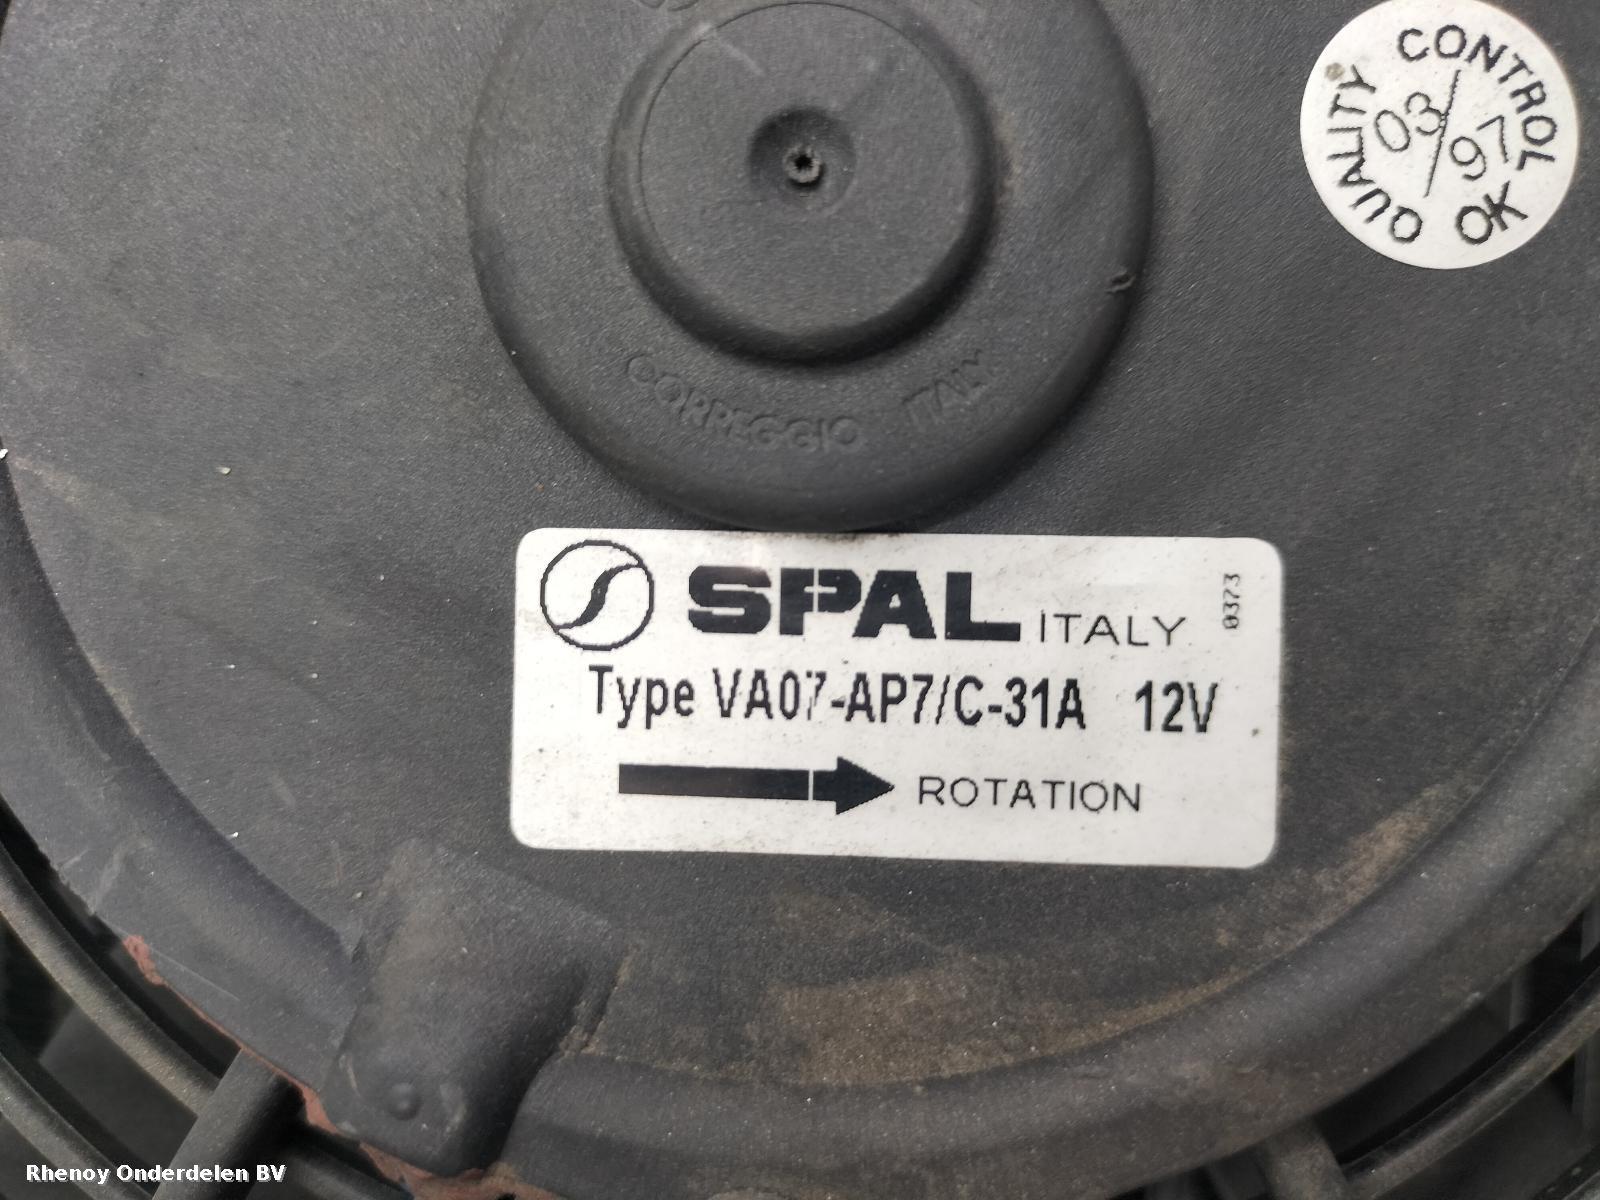 QUALITY CONTROL OK
03/97
CORREGGIO ITALY
SPAL ITALY
0373
Type VA07-AP7/C-31A 12V
ROTATION
Rhenoy Onderdelen BV